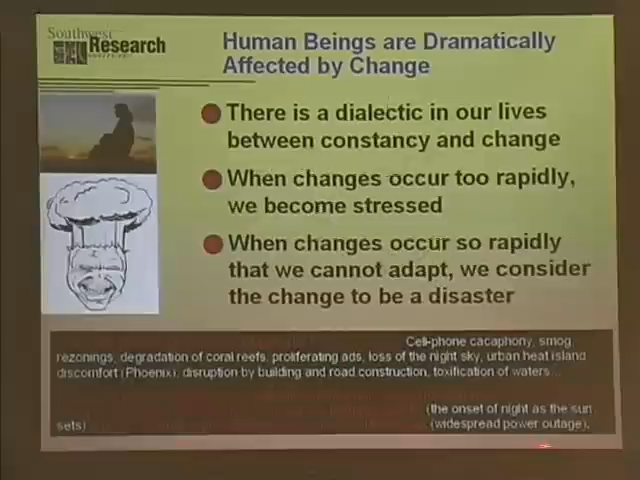 Southwest
Research
Human Beings are Dramatically
Affected by Change
There is a dialectic in our lives
between constancy and change
When changes occur too rapidly,
we become stressed
When changes occur so rapidly
that we cannot adapt, we consider
the change to be a disaster
Cell-phone cacaphony, smog,
rezonings, degradation of coral reefs, proliferating ads, loss of the night sky, urban heat island
discomfort (Phoenix), disruption by building and road construction, toxification of waters...
(the onset of night as the sun
sets) (widespread power outage).